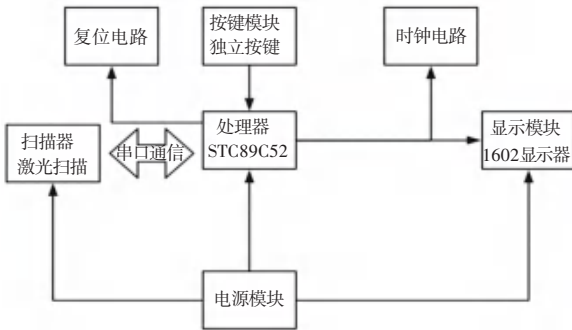 复位电路
按键模块
独立按键
时钟电路
扫描器
激光扫描
串口通信
处理器
STC89C52
显示模块
1602显示器
电源模块